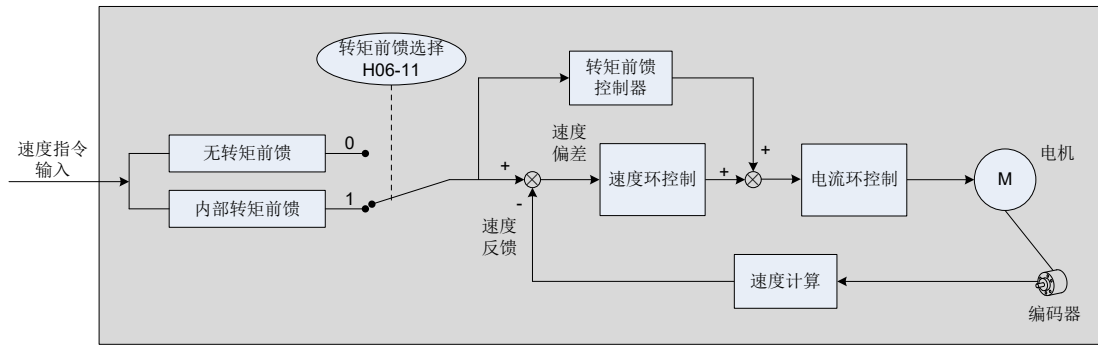 转矩前馈选择
H06-11
转矩前馈
控制器
速度指令
输入
无转矩前馈
0
内部转矩前馈
1
+
-
速度
偏差
速度环控制
+
+
电流环控制
电机
M
速度
反馈
速度计算
编码器